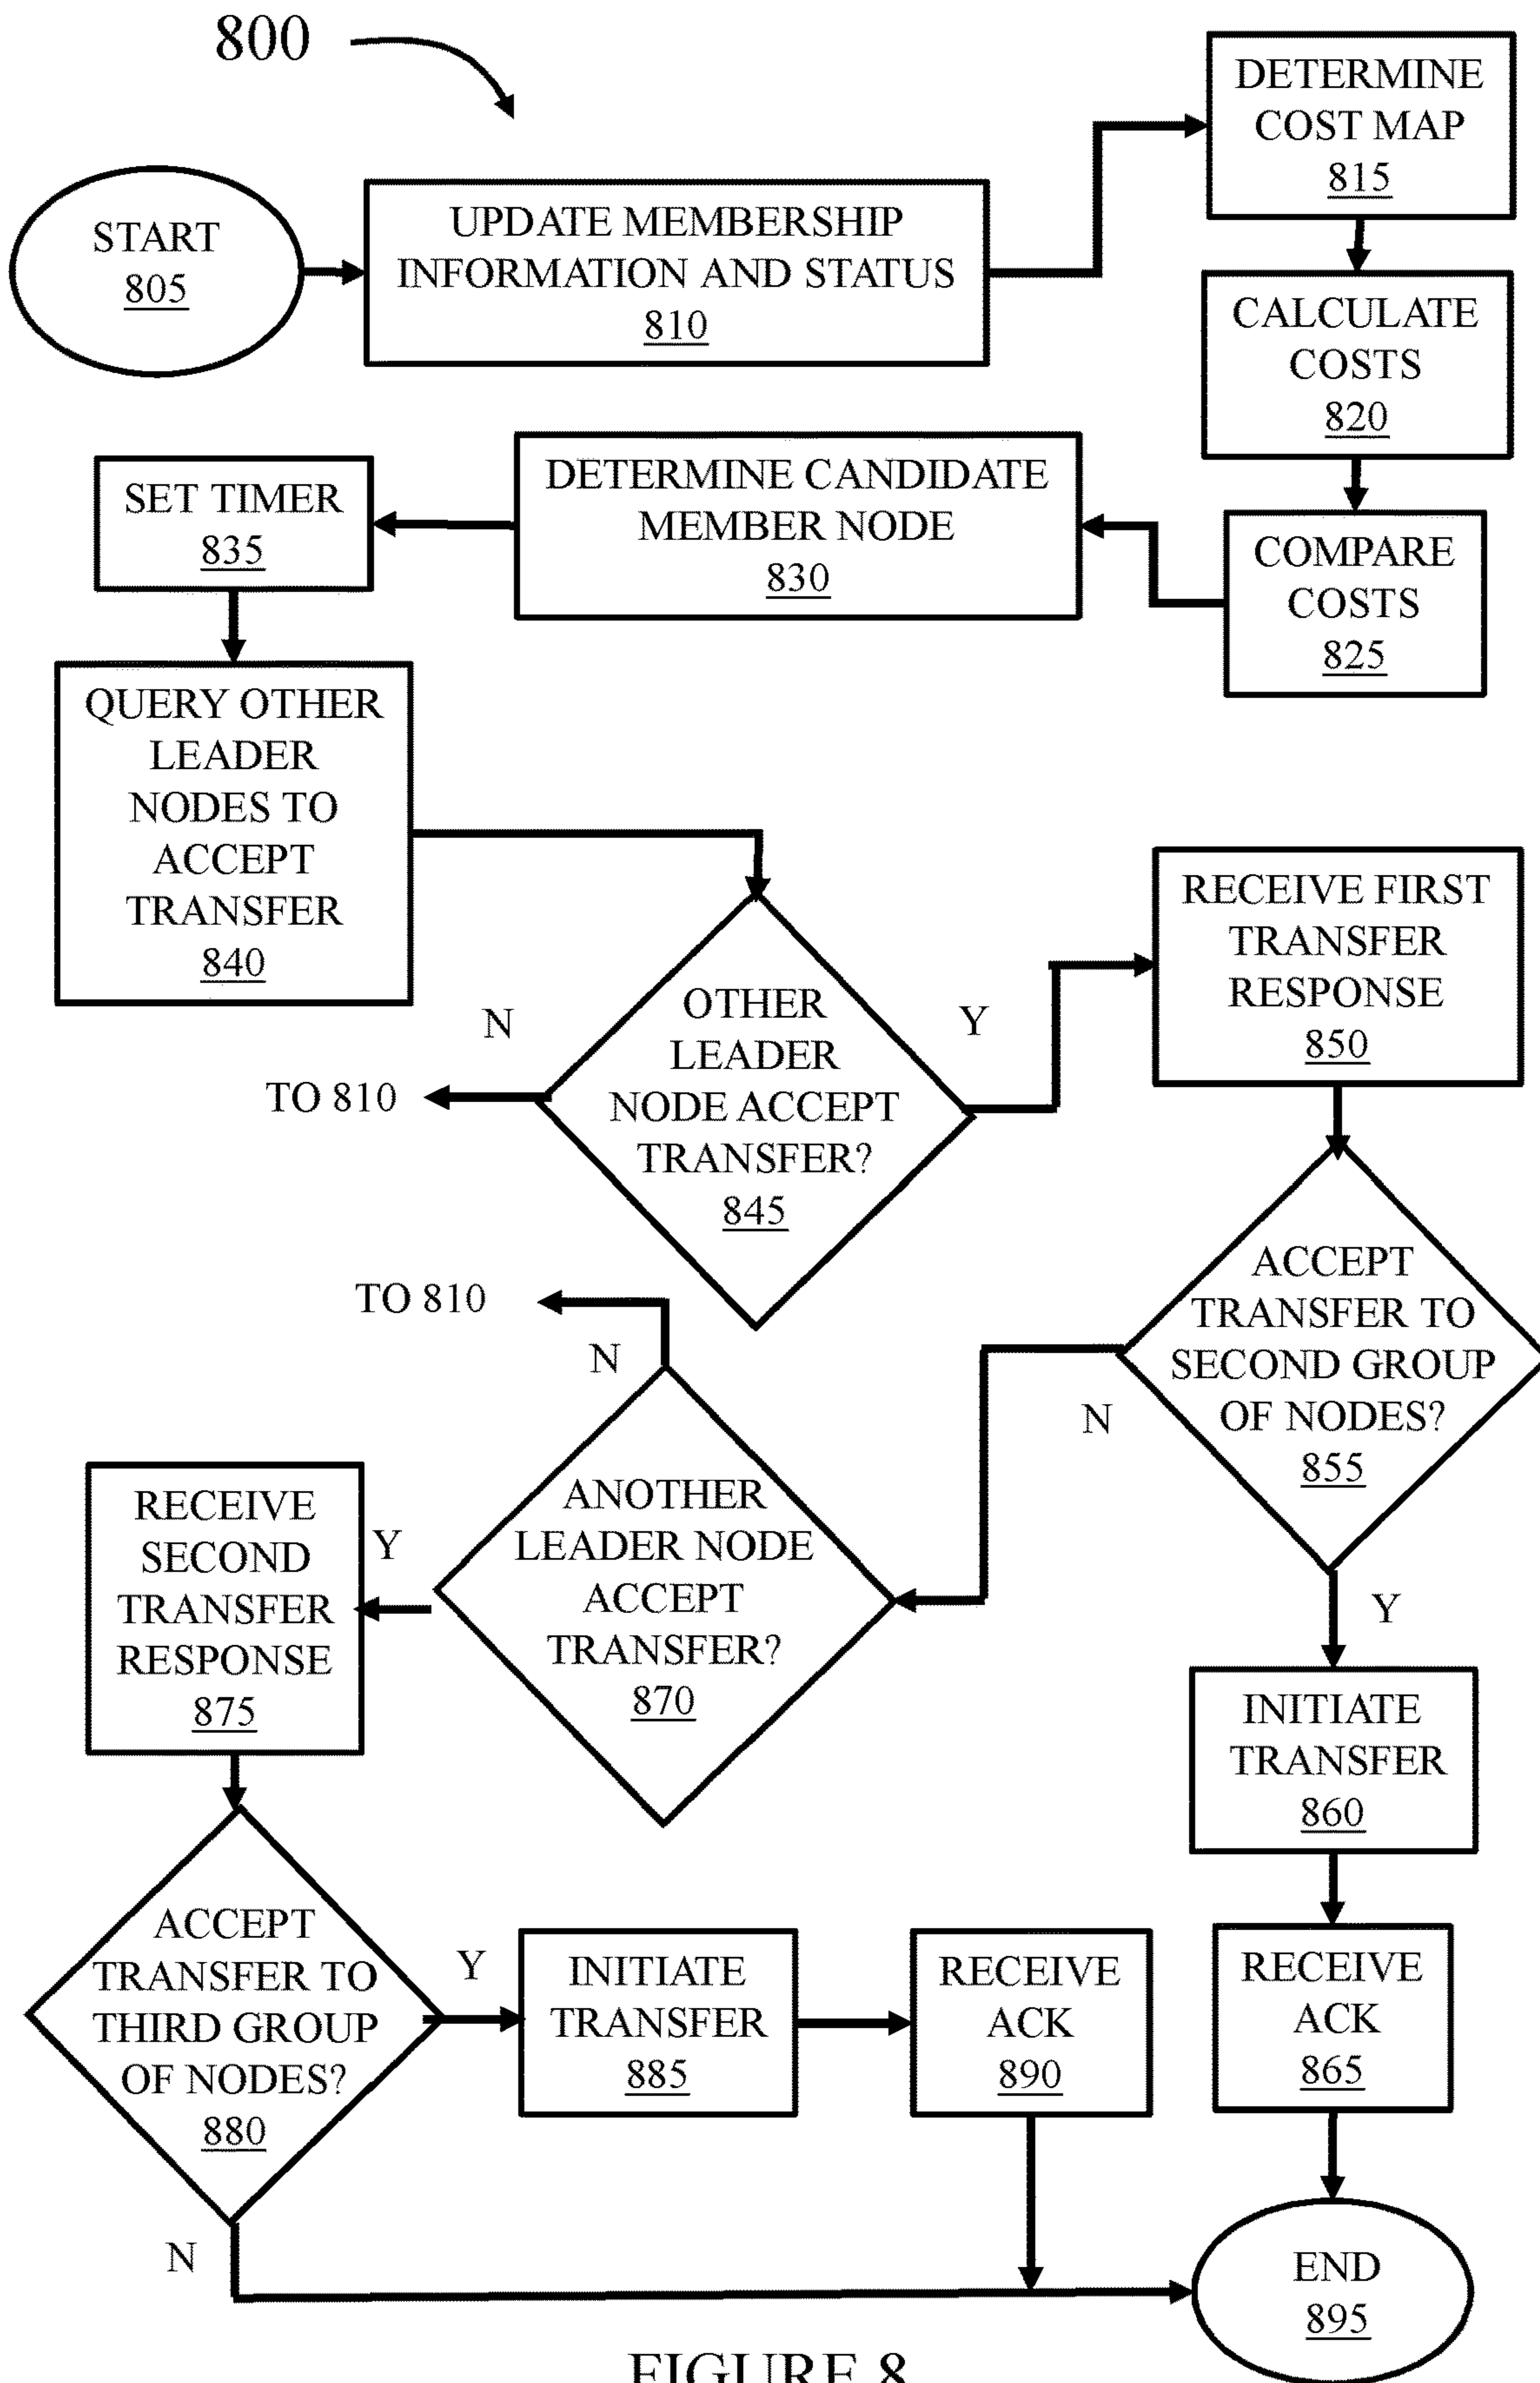 800
START
805
UPDATE MEMBERSHIP
INFORMATION AND STATUS
810
DETERMINE
COST MAP
815
CALCULATE
COSTS
820
COMPARE
COSTS
825
DETERMINE CANDIDATE
MEMBER NODE
830
SET TIMER
835
QUERY OTHER
LEADER
NODES TO
ACCEPT
TRANSFER
840
OTHER
LEADER
NODE ACCEPT
TRANSFER?
845
N
TO 810
Y
RECEIVE FIRST
TRANSFER
RESPONSE
850
ACCEPT
TRANSFER TO
SECOND GROUP
OF NODES?
855
N
Y
INITIATE
TRANSFER
860
RECEIVE
ACK
865
TO 810
N
ANOTHER
LEADER NODE
ACCEPT
TRANSFER?
870
Y
RECEIVE
SECOND
TRANSFER
RESPONSE
875
ACCEPT
TRANSFER TO
THIRD GROUP
OF NODES?
880
Y
INITIATE
TRANSFER
885
RECEIVE
ACK
890
N
END
895
FIGURE 8